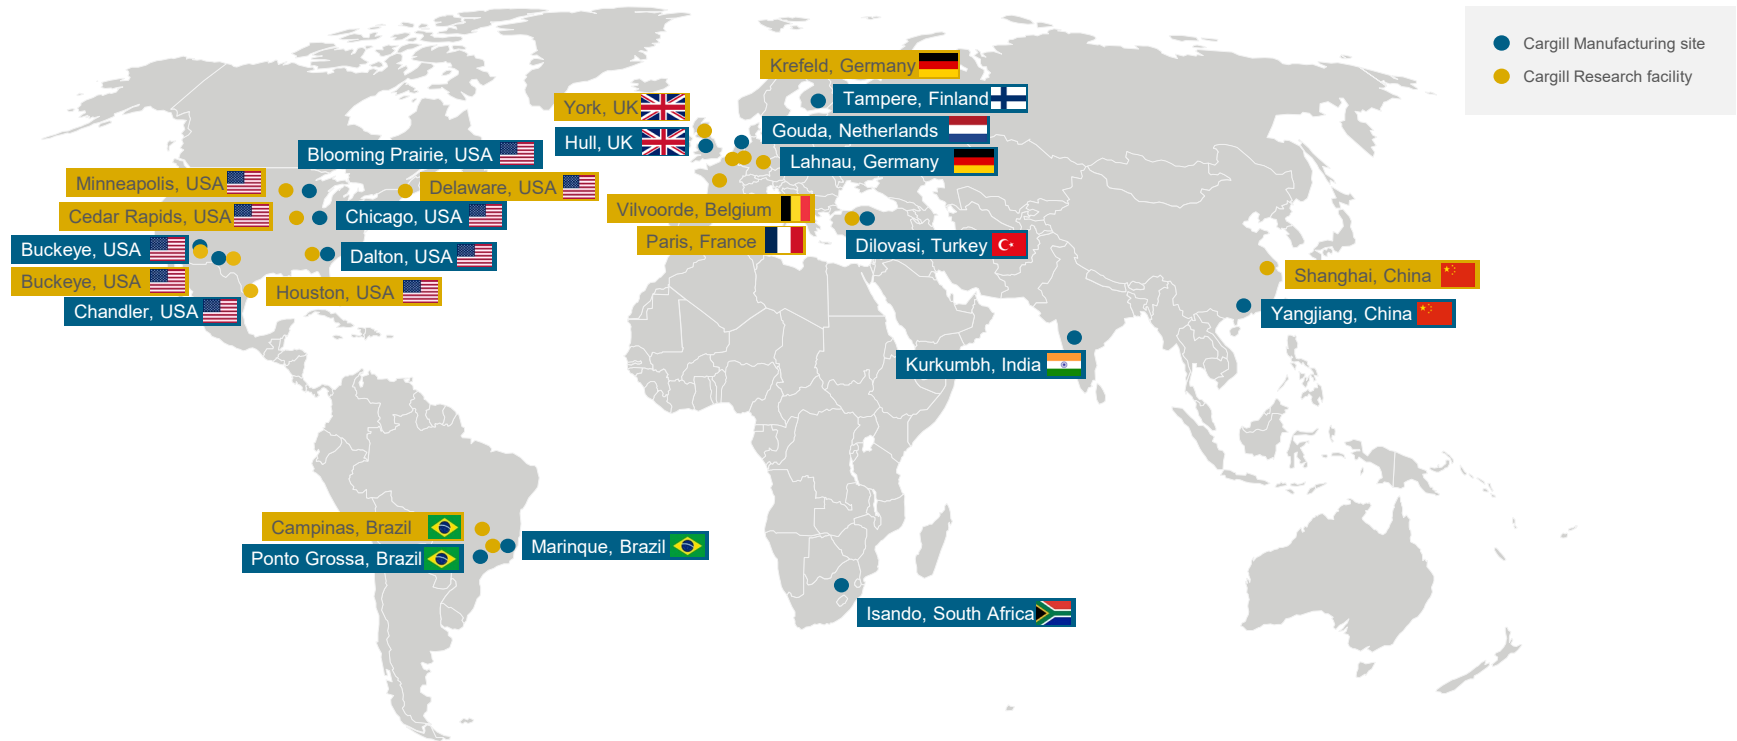 Cargill Manufacturing site
Cargill Research facility
Krefeld, Germany
Tampere, Finland
York, UK
Gouda, Netherlands
Hull, UK
Lahnau, Germany
Blooming Prairie, USA
Minneapolis, USA
Delaware, USA
Cedar Rapids, USA
Chicago, USA
Vilvoorde, Belgium
Paris, France
Dilovasi, Turkey
Buckeye, USA
Dalton, USA
Buckeye, USA
Houston, USA
Chandler, USA
Shanghai, China
Yangjiang, China
Kurkumbh, India
Campinas, Brazil
Marinque, Brazil
Ponto Grossa, Brazil
Isando, South Africa